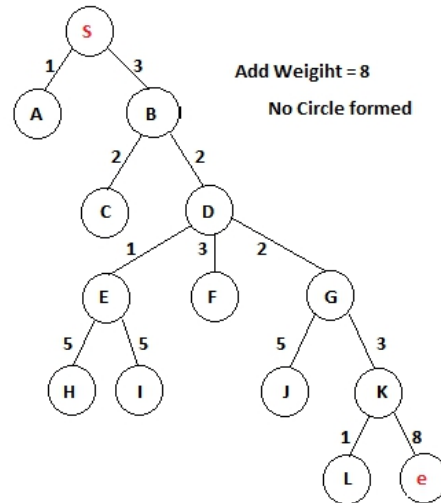 S
1 3
Add Weigiht = 8
A B
No Circle formed
2 2
C D
1 3 2
E F G
5 5 5 3
H I J K
1 8
L e